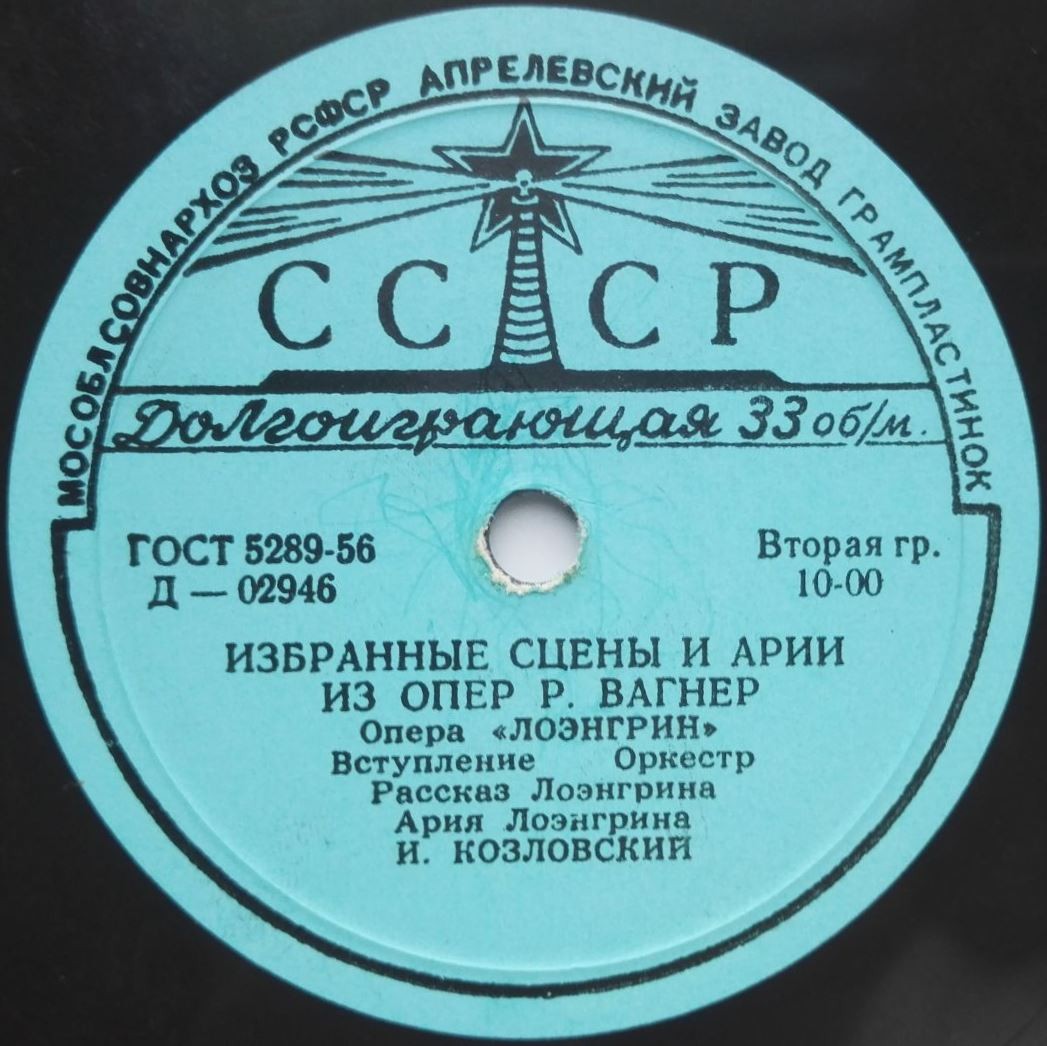 МОСОБЛСОВНАРХОЗ РСФСР АПРЕЛЕВСКИЙ ЗАВОД ГРАМПЛАСТИНОК
СССР
Долгоиграющая 33 об/м.
ГОСТ 5289-56
Д — 02946
Вторая гр.
10-00
ИЗБРАННЫЕ СЦЕНЫ И АРИИ
ИЗ ОПЕР Р. ВАГНЕР
Опера «ЛОЭНГРИН»
Вступление Оркестр
Рассказ Лоэнгрина
Ария Лоэнгрина
И. КОЗЛОВСКИЙ